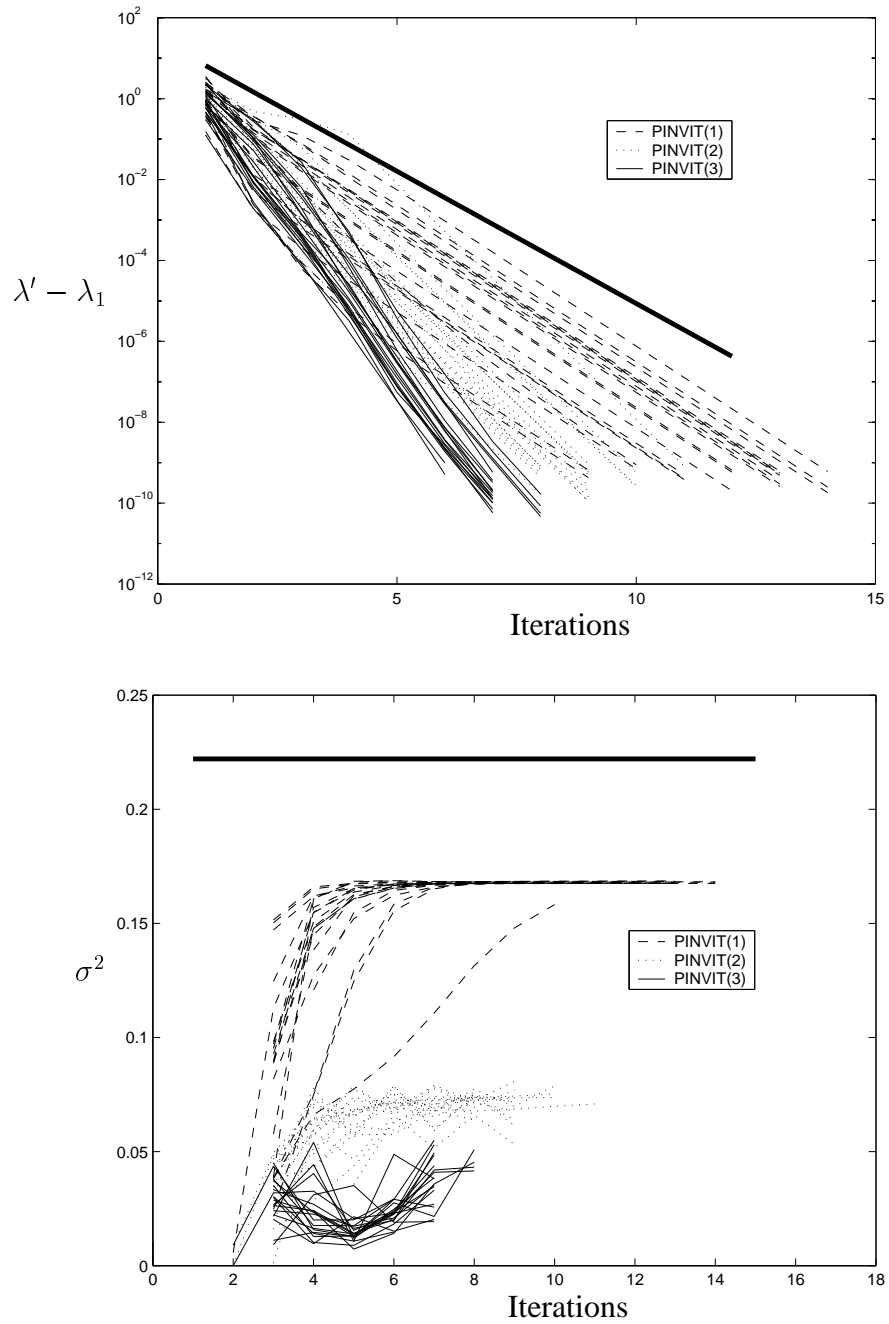 10^2
10^0
10^−2
10^−4
10^−6
10^−8
10^−10
10^−12
λ′ − λ_1
PINVIT(1)
PINVIT(2)
PINVIT(3)
0 5 10 15
Iterations
0.25
0.2
0.15
0.1
0.05
0
σ^2
PINVIT(1)
PINVIT(2)
PINVIT(3)
0 2 4 6 8 10 12 14 16 18
Iterations